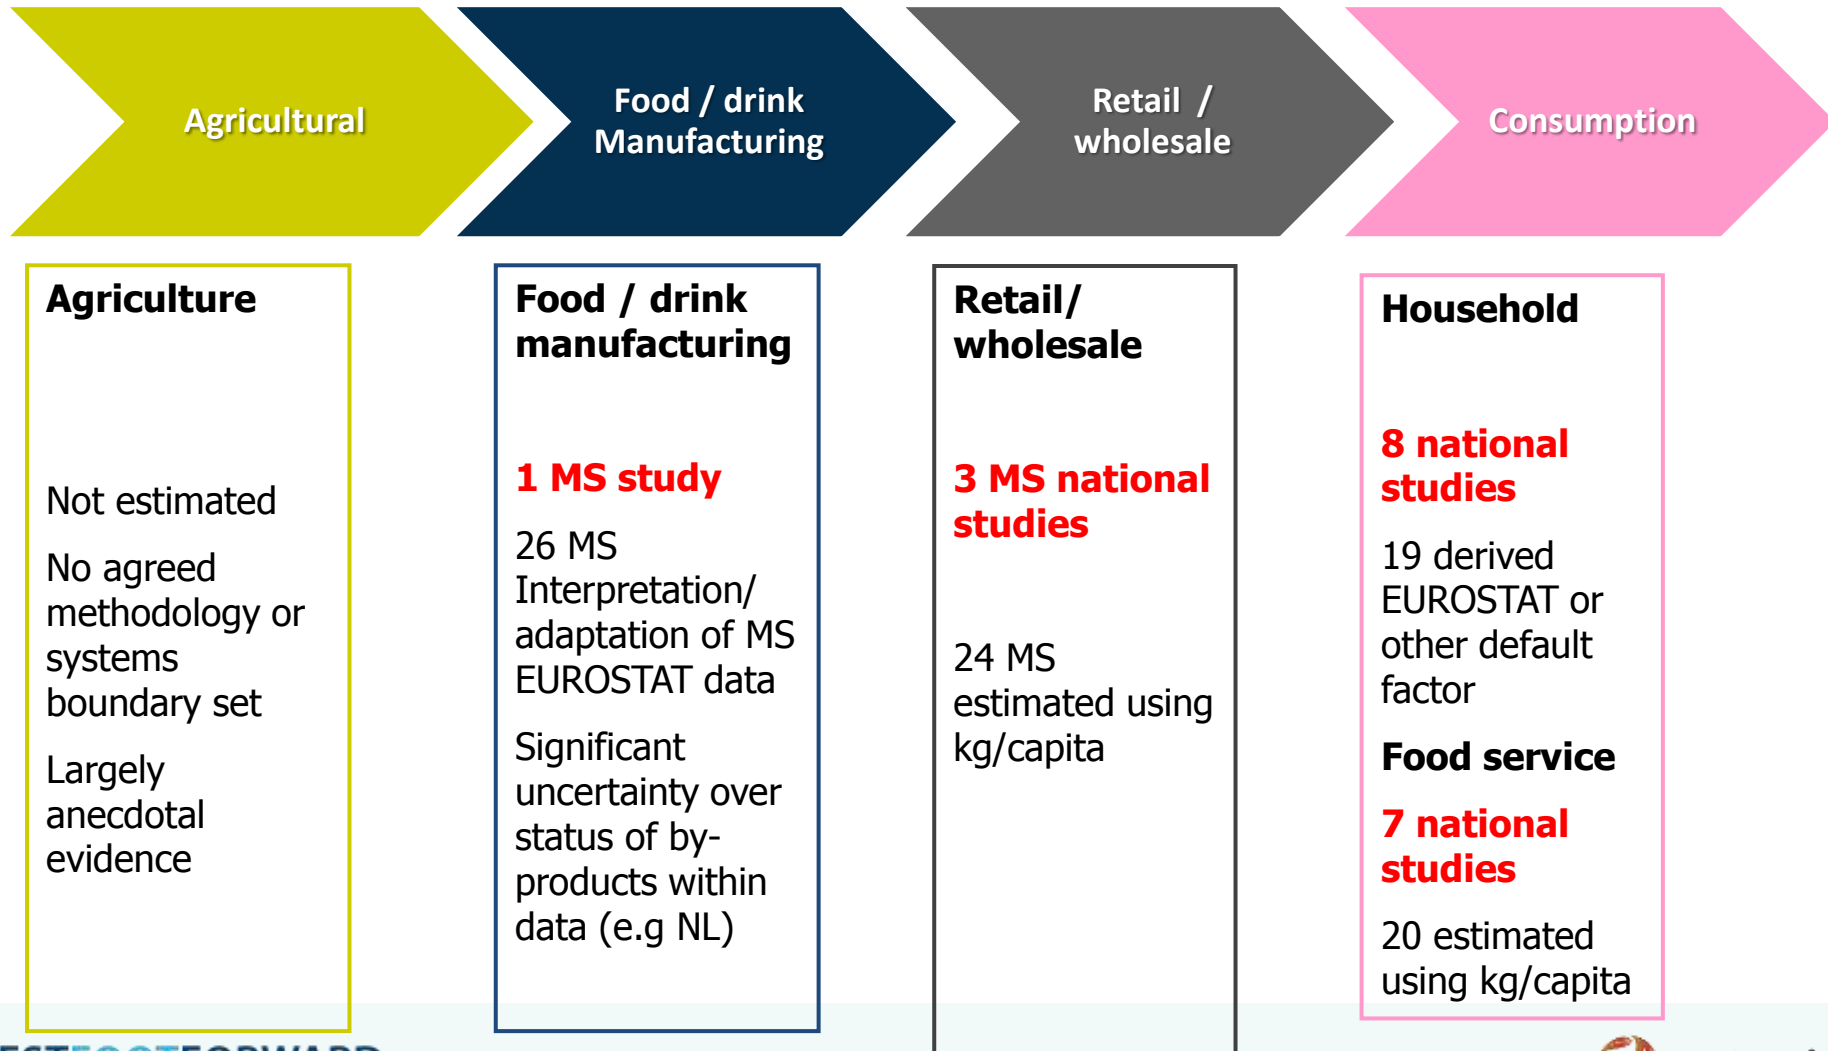 Agricultural
Food / drink
Manufacturing
Retail /
wholesale
Consumption
Agriculture
Not estimated
No agreed
methodology or
systems
boundary set
Largely
anecdotal
evidence
Food / drink
manufacturing
1 MS study
26 MS
Interpretation/
adaptation of MS
EUROSTAT data
Significant
uncertainty over
status of by-
products within
data (e.g NL)
Retail/
wholesale
3 MS national
studies
24 MS
estimated using
kg/capita
Household
8 national
studies
19 derived
EUROSTAT or
other default
factor
Food service
7 national
studies
20 estimated
using kg/capita